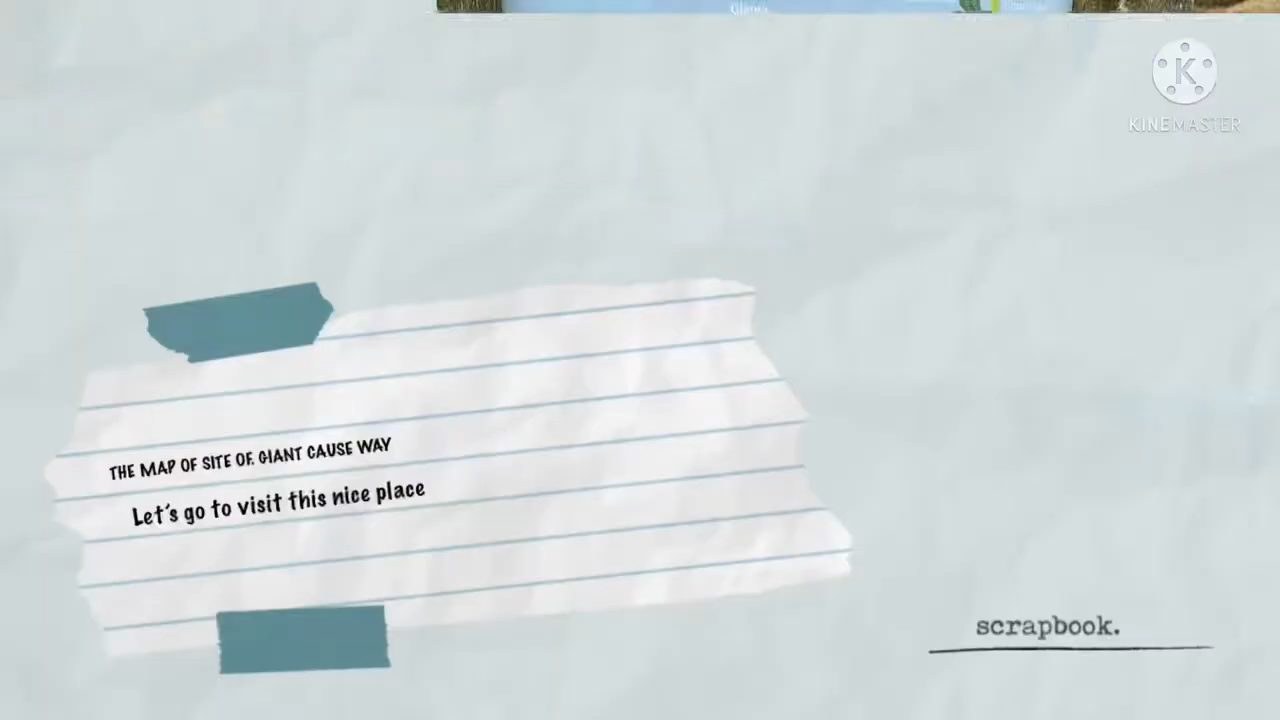 KINEMASTER
THE MAP OF SITE OF GIANT CAUSE WAY
Let's go to visit this nice place
scrapbook.